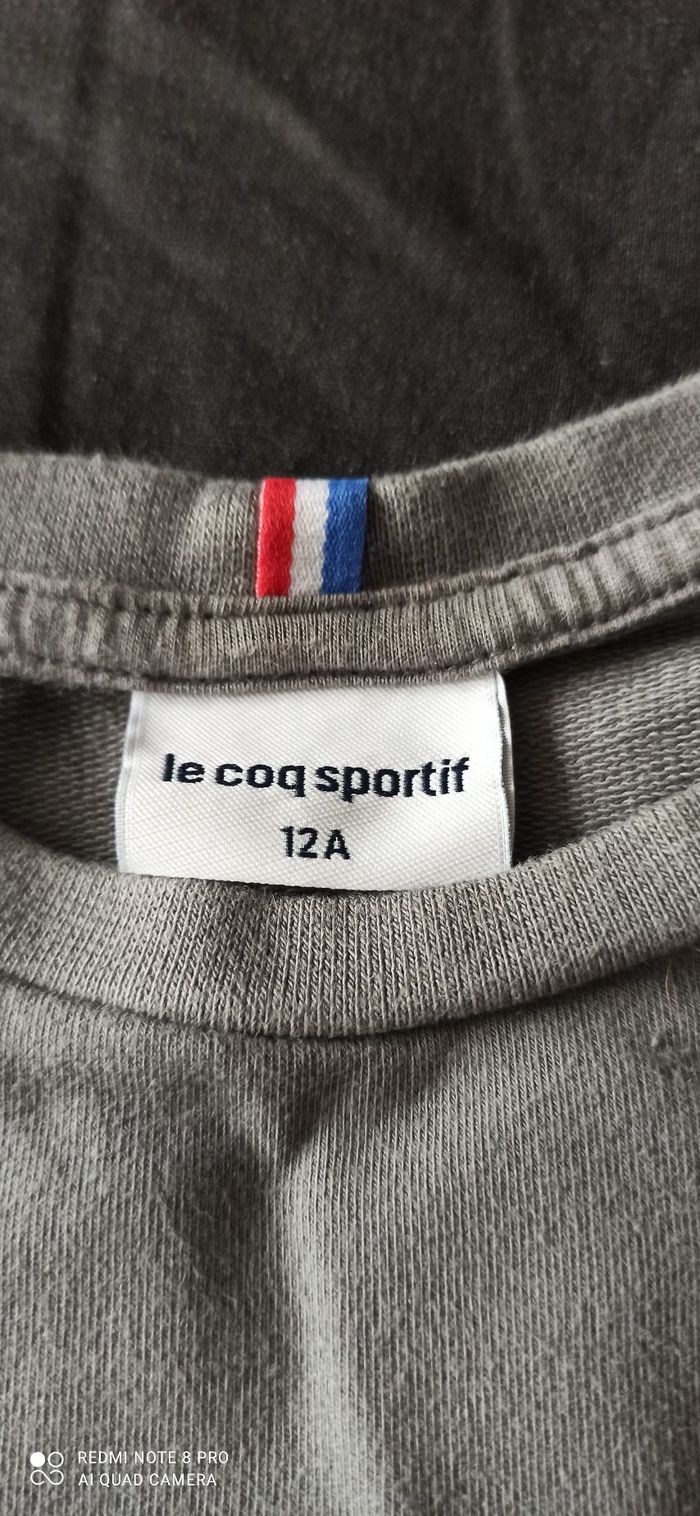 le coq sportif
12A
REDMI NOTE 8 PRO
AI QUAD CAMERA